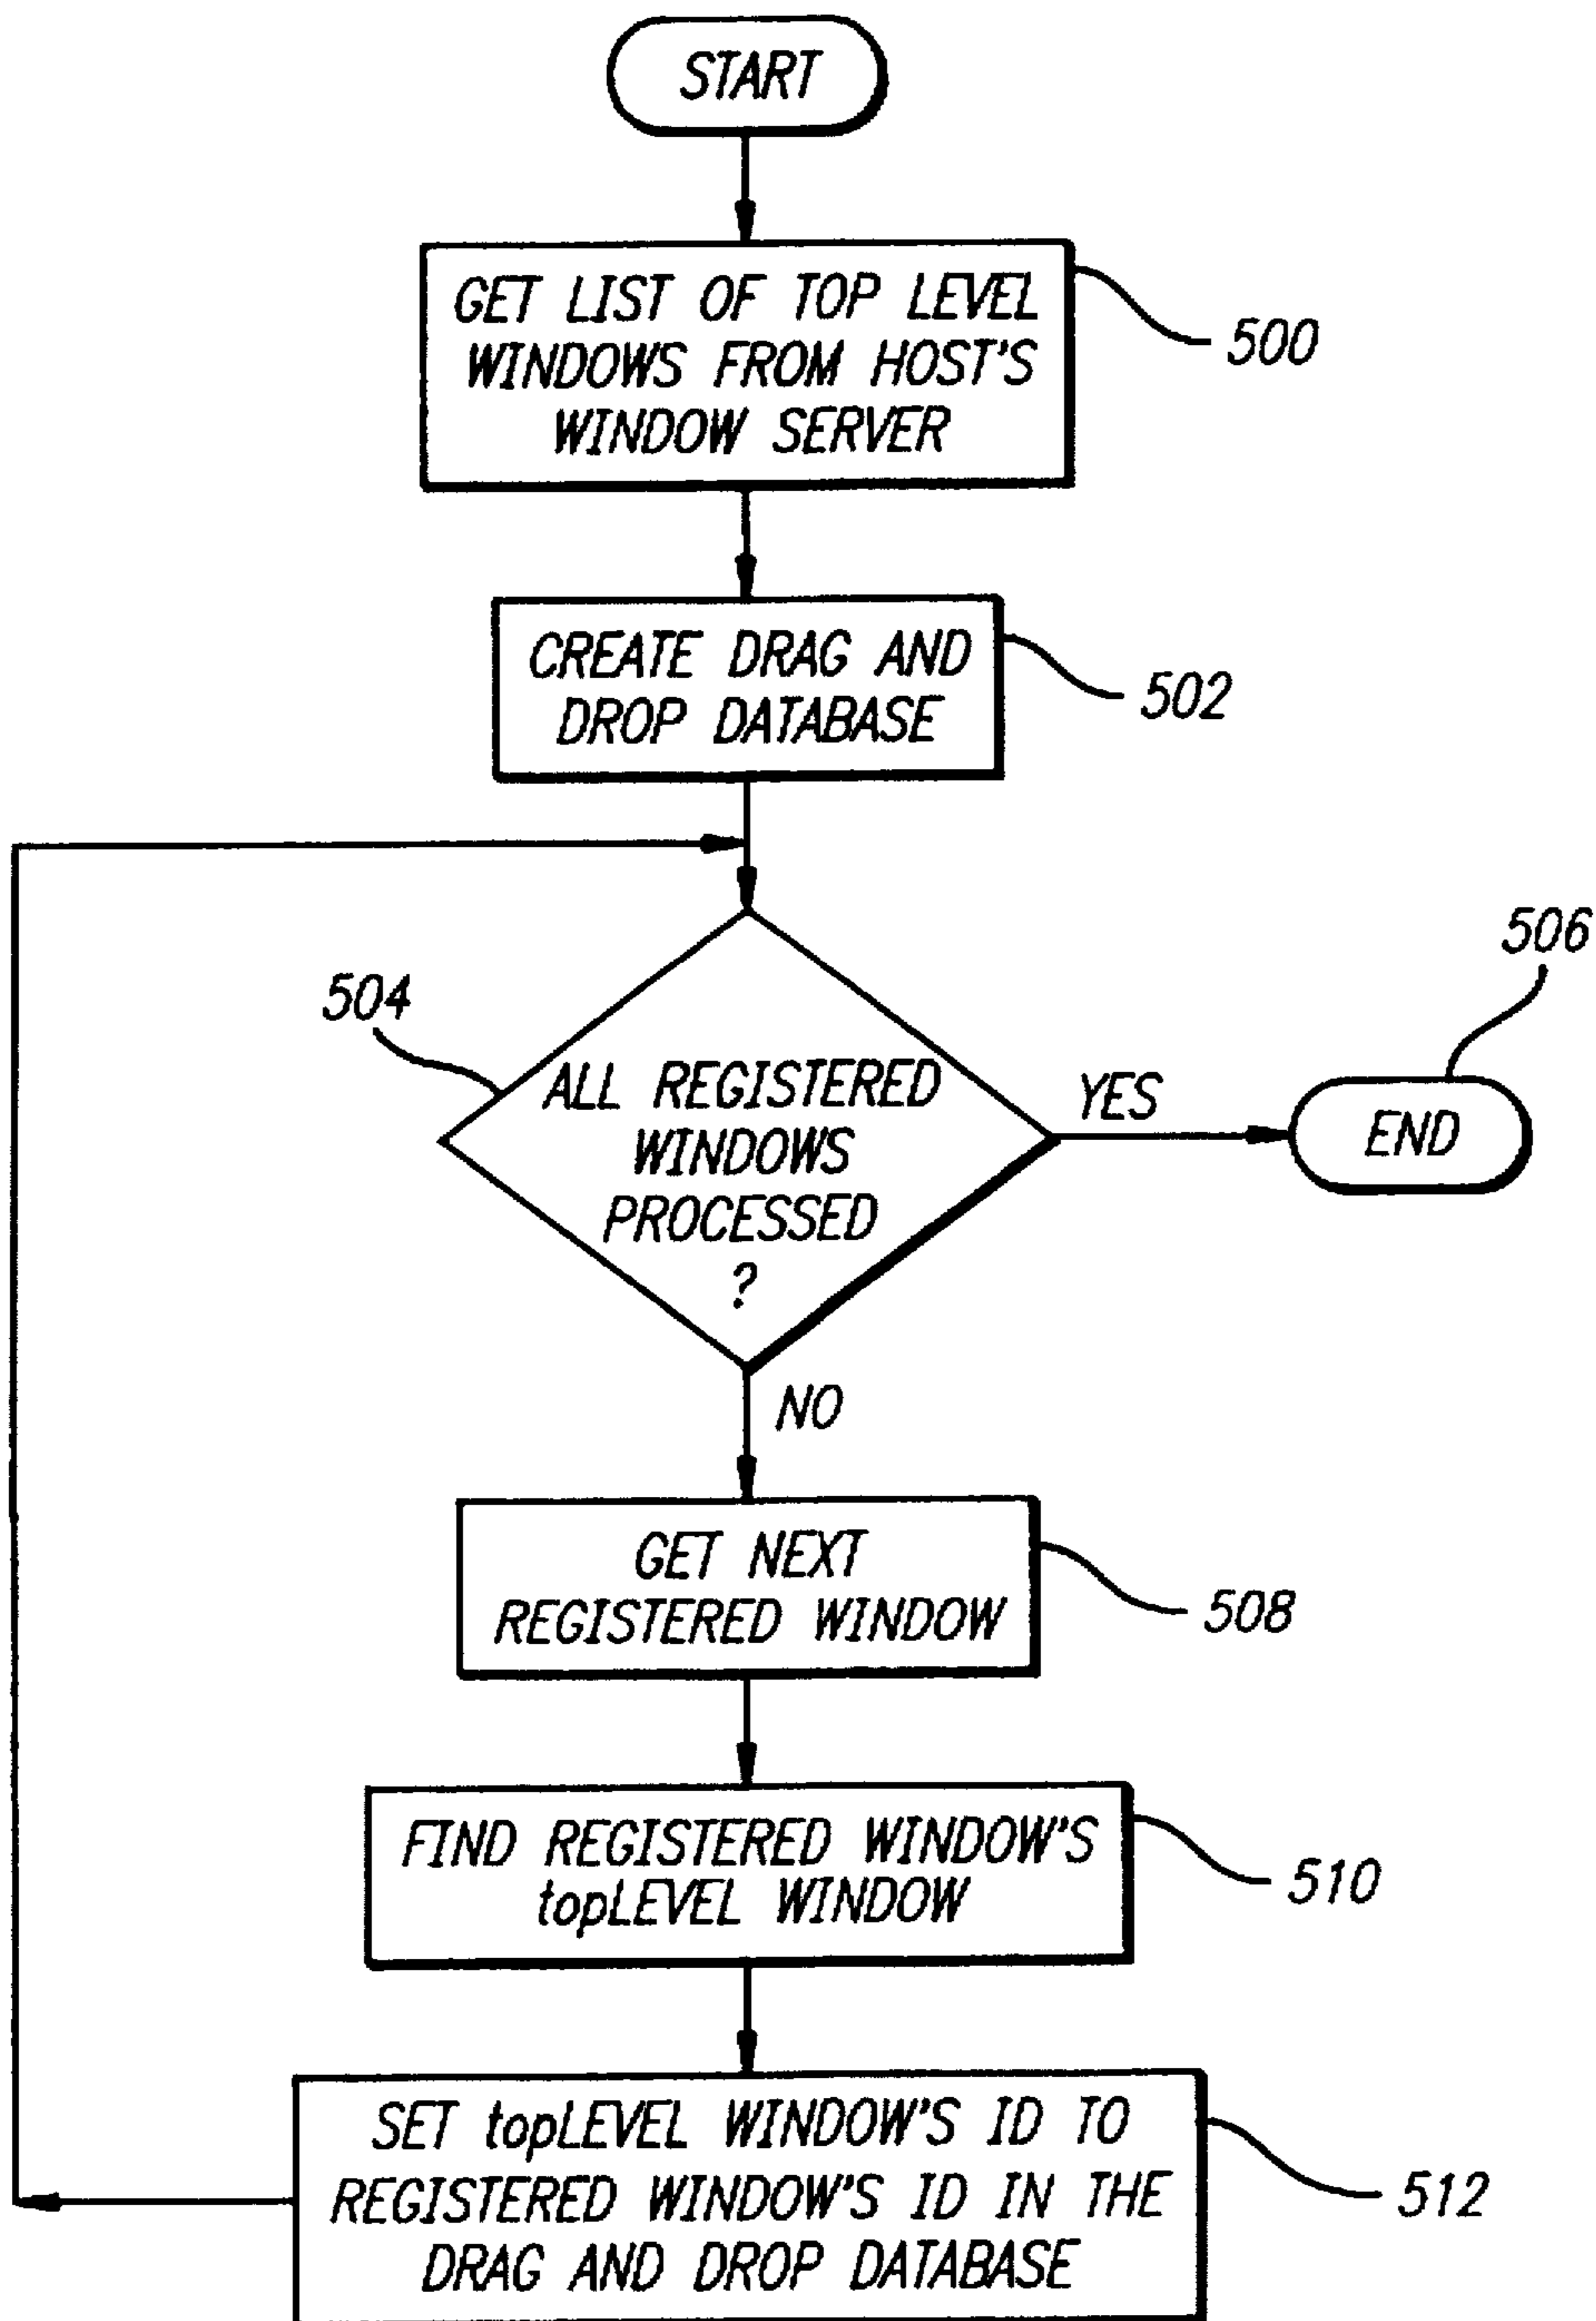 START
GET LIST OF TOP LEVEL
WINDOWS FROM HOST'S
WINDOW SERVER
500
CREATE DRAG AND
DROP DATABASE
502
504
ALL REGISTERED
WINDOWS
PROCESSED
?
YES
506
END
NO
GET NEXT
REGISTERED WINDOW
508
FIND REGISTERED WINDOW'S
topLEVEL WINDOW
510
SET topLEVEL WINDOW'S ID TO
REGISTERED WINDOW'S ID IN THE
DRAG AND DROP DATABASE
512